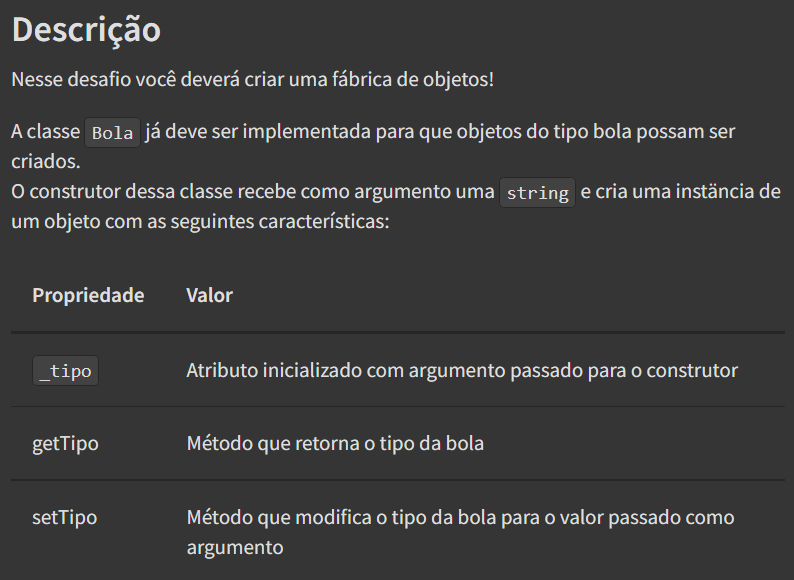 Descrição
Nesse desafio você deverá criar uma fábrica de objetos!
A classe Bola já deve ser implementada para que objetos do tipo bola possam ser
criados.
O construtor dessa classe recebe como argumento uma string e cria uma instäncia de
um objeto com as seguintes características:
Propriedade Valor
_tipo Atributo inicializado com argumento passado para o construtor
getTipo Método que retorna o tipo da bola
setTipo Método que modifica o tipo da bola para o valor passado como
argumento